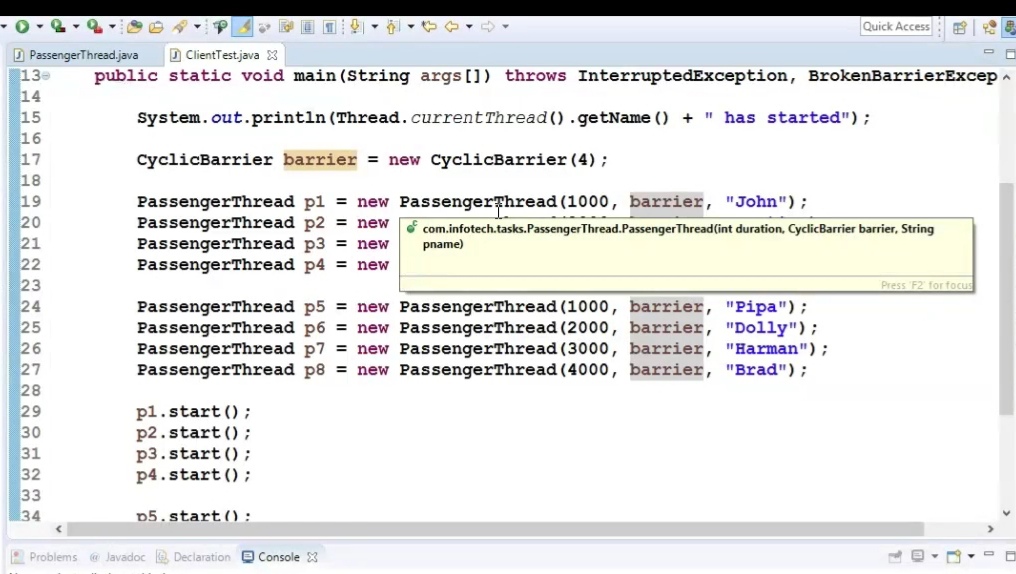 Quick Access
PassengerThread.java
ClientTest.java
13 public static void main(String args[]) throws InterruptedException, BrokenBarrierExcep
14
15 System.out.println(Thread.currentThread().getName() + " has started");
16
17 CyclicBarrier barrier = new CyclicBarrier(4);
18
19 PassengerThread p1 = new PassengerThread(1000, barrier, "John");
20 PassengerThread p2 = new
com.infotech.tasks.PassengerThread.PassengerThread(int duration, CyclicBarrier barrier, String
pname)
21 PassengerThread p3 = new
22 PassengerThread p4 = new
23
Press 'F2' for focus
24 PassengerThread p5 = new PassengerThread(1000, barrier, "Pipa");
25 PassengerThread p6 = new PassengerThread(2000, barrier, "Dolly");
26 PassengerThread p7 = new PassengerThread(3000, barrier, "Harman");
27 PassengerThread p8 = new PassengerThread(4000, barrier, "Brad");
28
29 p1.start();
30 p2.start();
31 p3.start();
32 p4.start();
33
34 p5.start();
Problems @ Javadoc Declaration Console